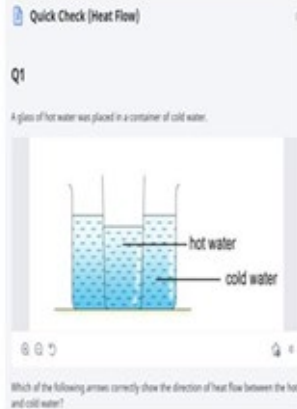 Quick Check (Heat Flow)
Q1
A glass of hot water was placed in a container of cold water.
hot water
cold water
Which of the following arrows correctly show the direction of heat flow between the hot
and cold water?